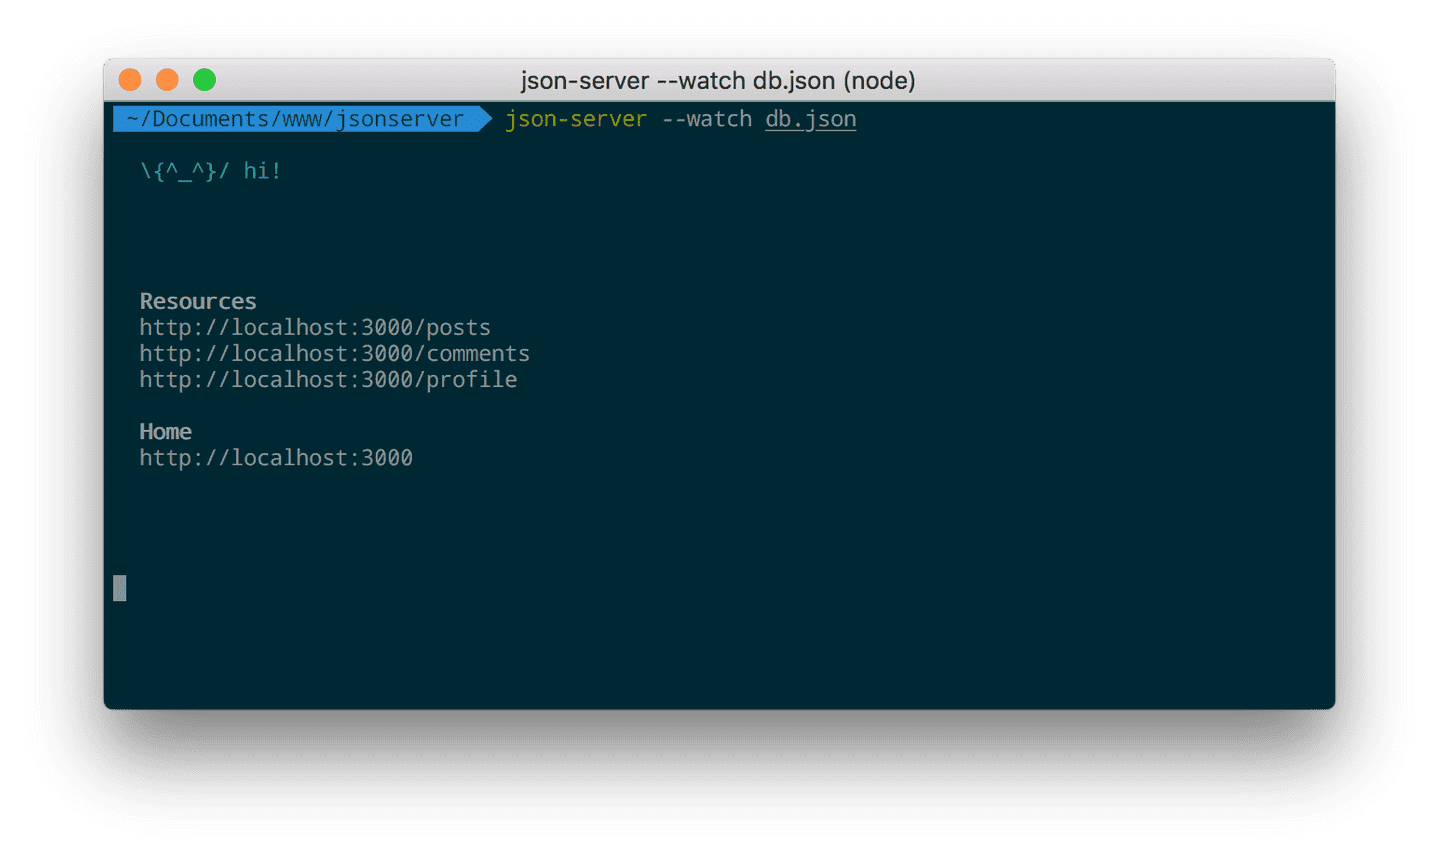 json-server --watch db.json (node)
~/Documents/www/jsonserver json-server --watch db.json
\{^_^}/ hi!
Resources
http://localhost:3000/posts
http://localhost:3000/comments
http://localhost:3000/profile
Home
http://localhost:3000